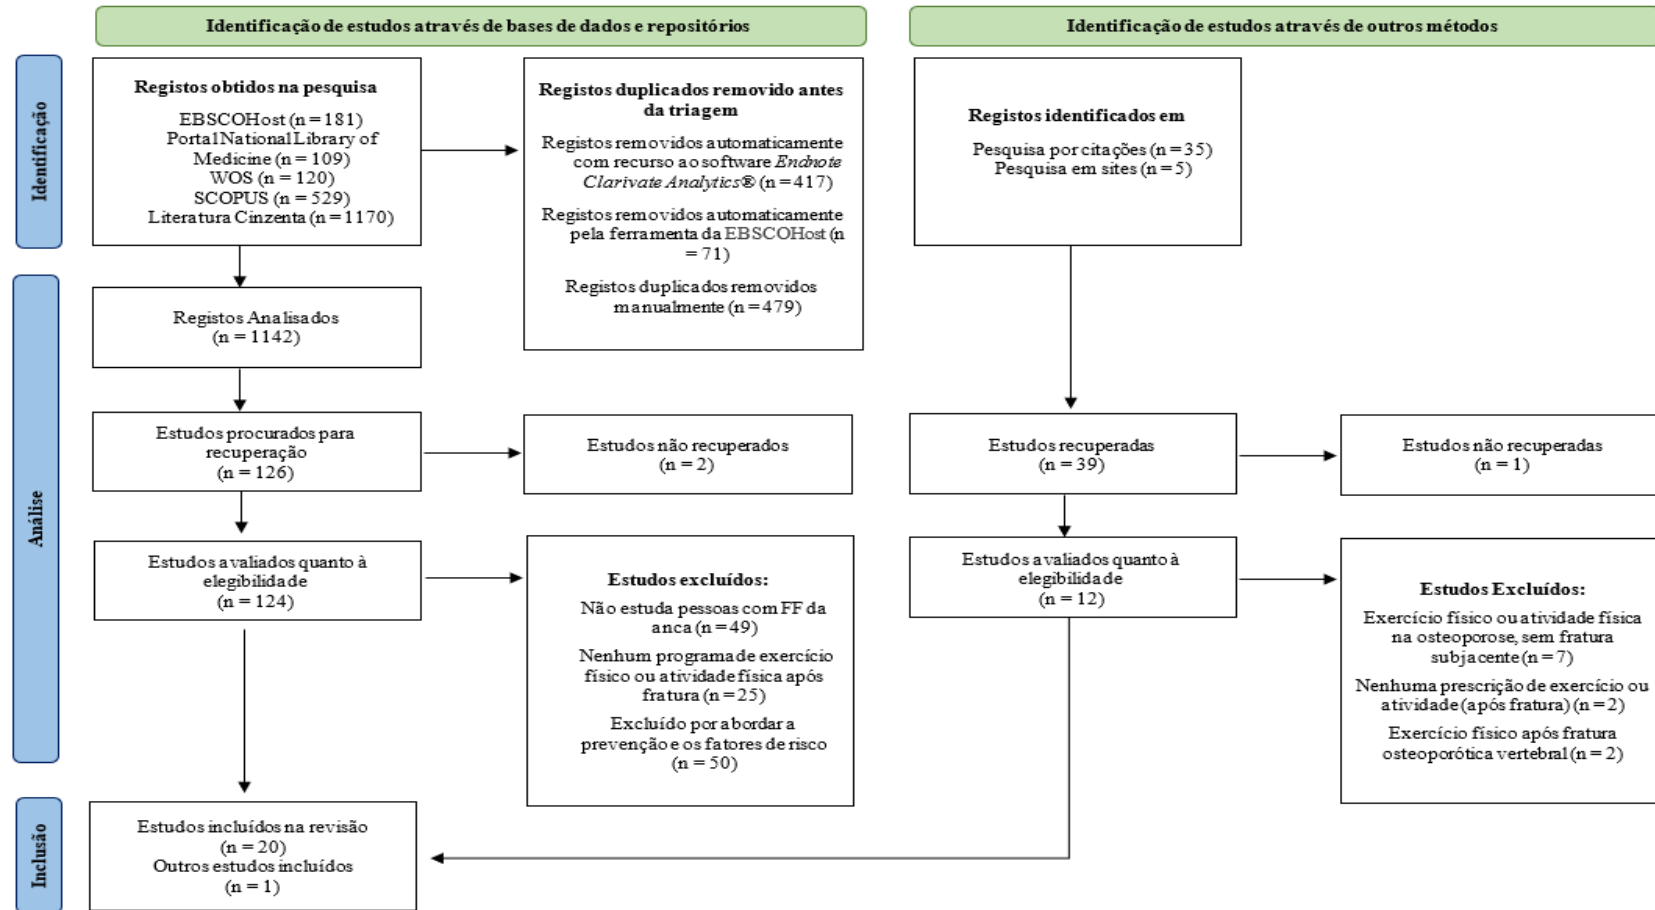 Identificação de estudos através de bases de dados e repositórios
Identificação de estudos através de outros métodos
Identificação
Registos obtidos na pesquisa
EBSCOHost (n = 181)
Portal National Library of
Medicine (n = 109)
WOS (n = 120)
SCOPUS (n = 529)
Literatura Cinzenta (n = 1170)
Registos duplicados removido antes
da triagem
Registos removidos automaticamente
com recurso ao software Endnote
Clarivate Analytics® (n = 417)
Registos removidos automaticamente
pela ferramenta da EBSCOHost (n
= 71)
Registos duplicados removidos
manualmente (n = 479)
Registos identificados em
Pesquisa por citações (n = 35)
Pesquisa em sites (n = 5)
Análise
Registos Analisados
(n = 1142)
Estudos procurados para
recuperação
(n = 126)
Estudos não recuperados
(n = 2)
Estudos recuperadas
(n = 39)
Estudos não recuperadas
(n = 1)
Estudos avaliados quanto à
elegibilidade
(n = 124)
Estudos excluídos:
Não estuda pessoas com FF da
anca (n = 49)
Nenhum programa de exercício
físico ou atividade física após
fratura (n = 25)
Excluído por abordar a
prevenção e os fatores de risco
(n = 50)
Estudos avaliados quanto à
elegibilidade
(n = 12)
Estudos Excluídos:
Exercício físico ou atividade física
na osteoporose, sem fratura
subjacente (n = 7)
Nenhuma prescrição de exercício ou
atividade (após fratura) (n = 2)
Exercício físico após fratura
osteoporótica vertebral (n = 2)
Inclusão
Estudos incluídos na revisão
(n = 20)
Outros estudos incluídos
(n = 1)